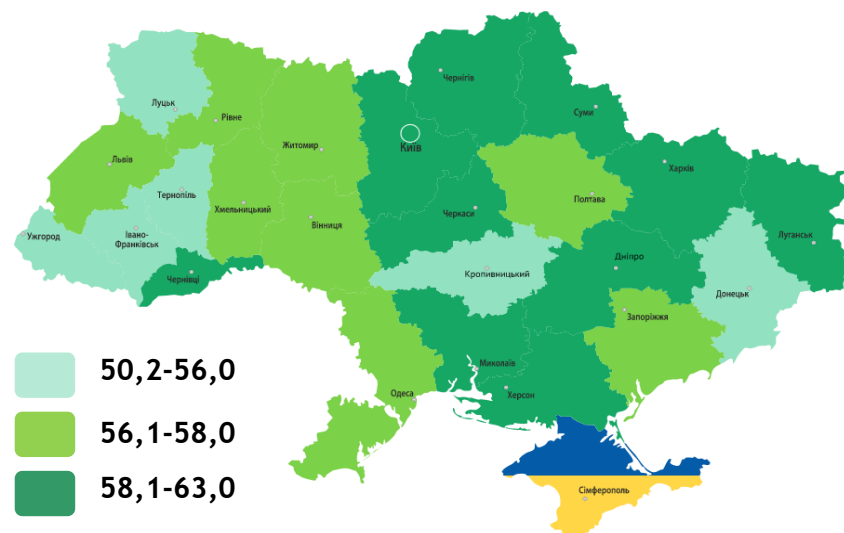 Чернігів
Луцьк
Суми
Рівне
Житомир
Київ
Львів
Харків
Тернопіль
Полтава
Хмельницький
Черкаси
Вінниця
Ужгород
Івано-
Франківськ
Луганськ
Дніпро
Чернівці
Кропивницький
Донецьк
Запоріжжя
Миколаїв
Одеса
Херсон
50,2-56,0
56,1-58,0
58,1-63,0
Сімферополь